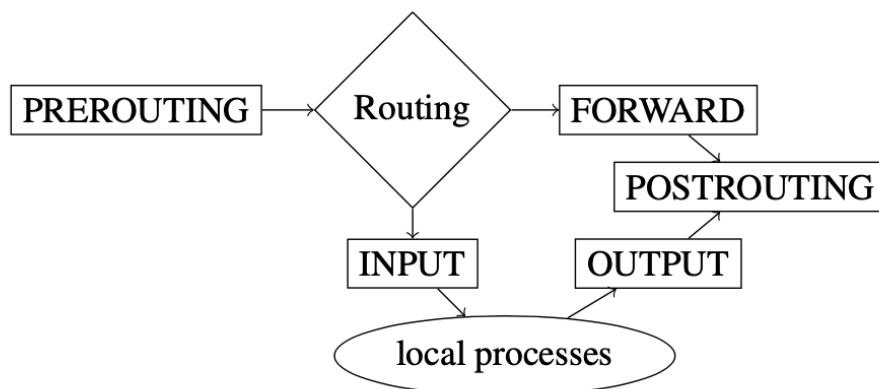 PREROUTING
Routing
FORWARD
POSTROUTING
INPUT
OUTPUT
local processes